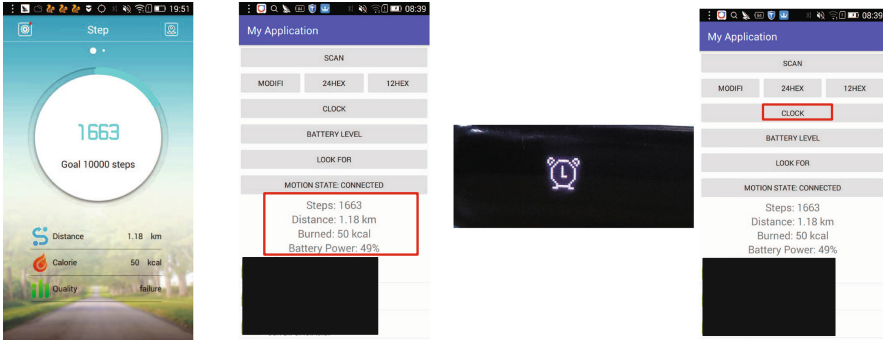 19:51
Step
1663
Goal 10000 steps
Distance 1.18 km
Calorie 50 kcal
Quality failure
08:39
My Application
SCAN
MODIFI 24HEX 12HEX
CLOCK
BATTERY LEVEL
LOOK FOR
MOTION STATE: CONNECTED
Steps: 1663
Distance: 1.18 km
Burned: 50 kcal
Battery Power: 49%
08:39
My Application
SCAN
MODIFI 24HEX 12HEX
CLOCK
BATTERY LEVEL
LOOK FOR
MOTION STATE: CONNECTED
Steps: 1663
Distance: 1.18 km
Burned: 50 kcal
Battery Power: 49%